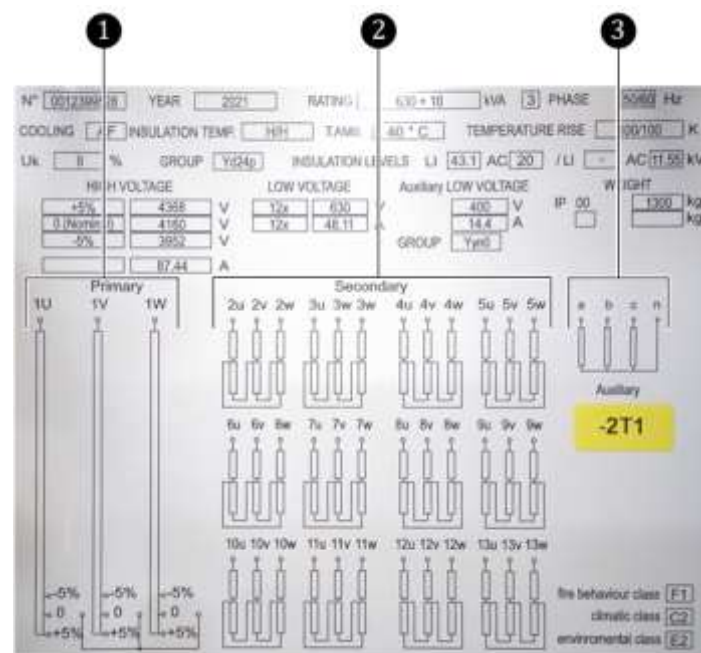 1 2 3
N° YEAR 2021 RATING 630 + 10 kVA 3 PHASE 50/60 Hz
COOLING AF INSULATION TEMP. H/H T.AMB. 40 °C TEMPERATURE RISE 100/100 K
Uk 8 % GROUP INSULATION LEVELS LI 43.1 AC 20 / LI - AC 11.55 kV
HIGH VOLTAGE LOW VOLTAGE Auxiliary LOW VOLTAGE WEIGHT
+5% 4368 V 12x 630 V 400 V IP 00 1300 kg
0 (Nominal) 4160 V 12x 48.11 A 14.4 A kg
-5% 3952 V GROUP Yyn0
87.44 A
Primary Secondary
1U 1V 1W 2u 2v 2w 3u 3w 3w 4u 4v 4w 5u 5v 5w a b c n
Auxiliary
-2T1
6u 6v 6w 7u 7v 7w 8u 8v 8w 9u 9v 9w
10u 10v 10w 11u 11v 11w 12u 12v 12w 13u 13v 13w
-5% -5% -5% fire behaviour class F1
0 0 0 climatic class C2
+5% +5% +5% enviromental class E2